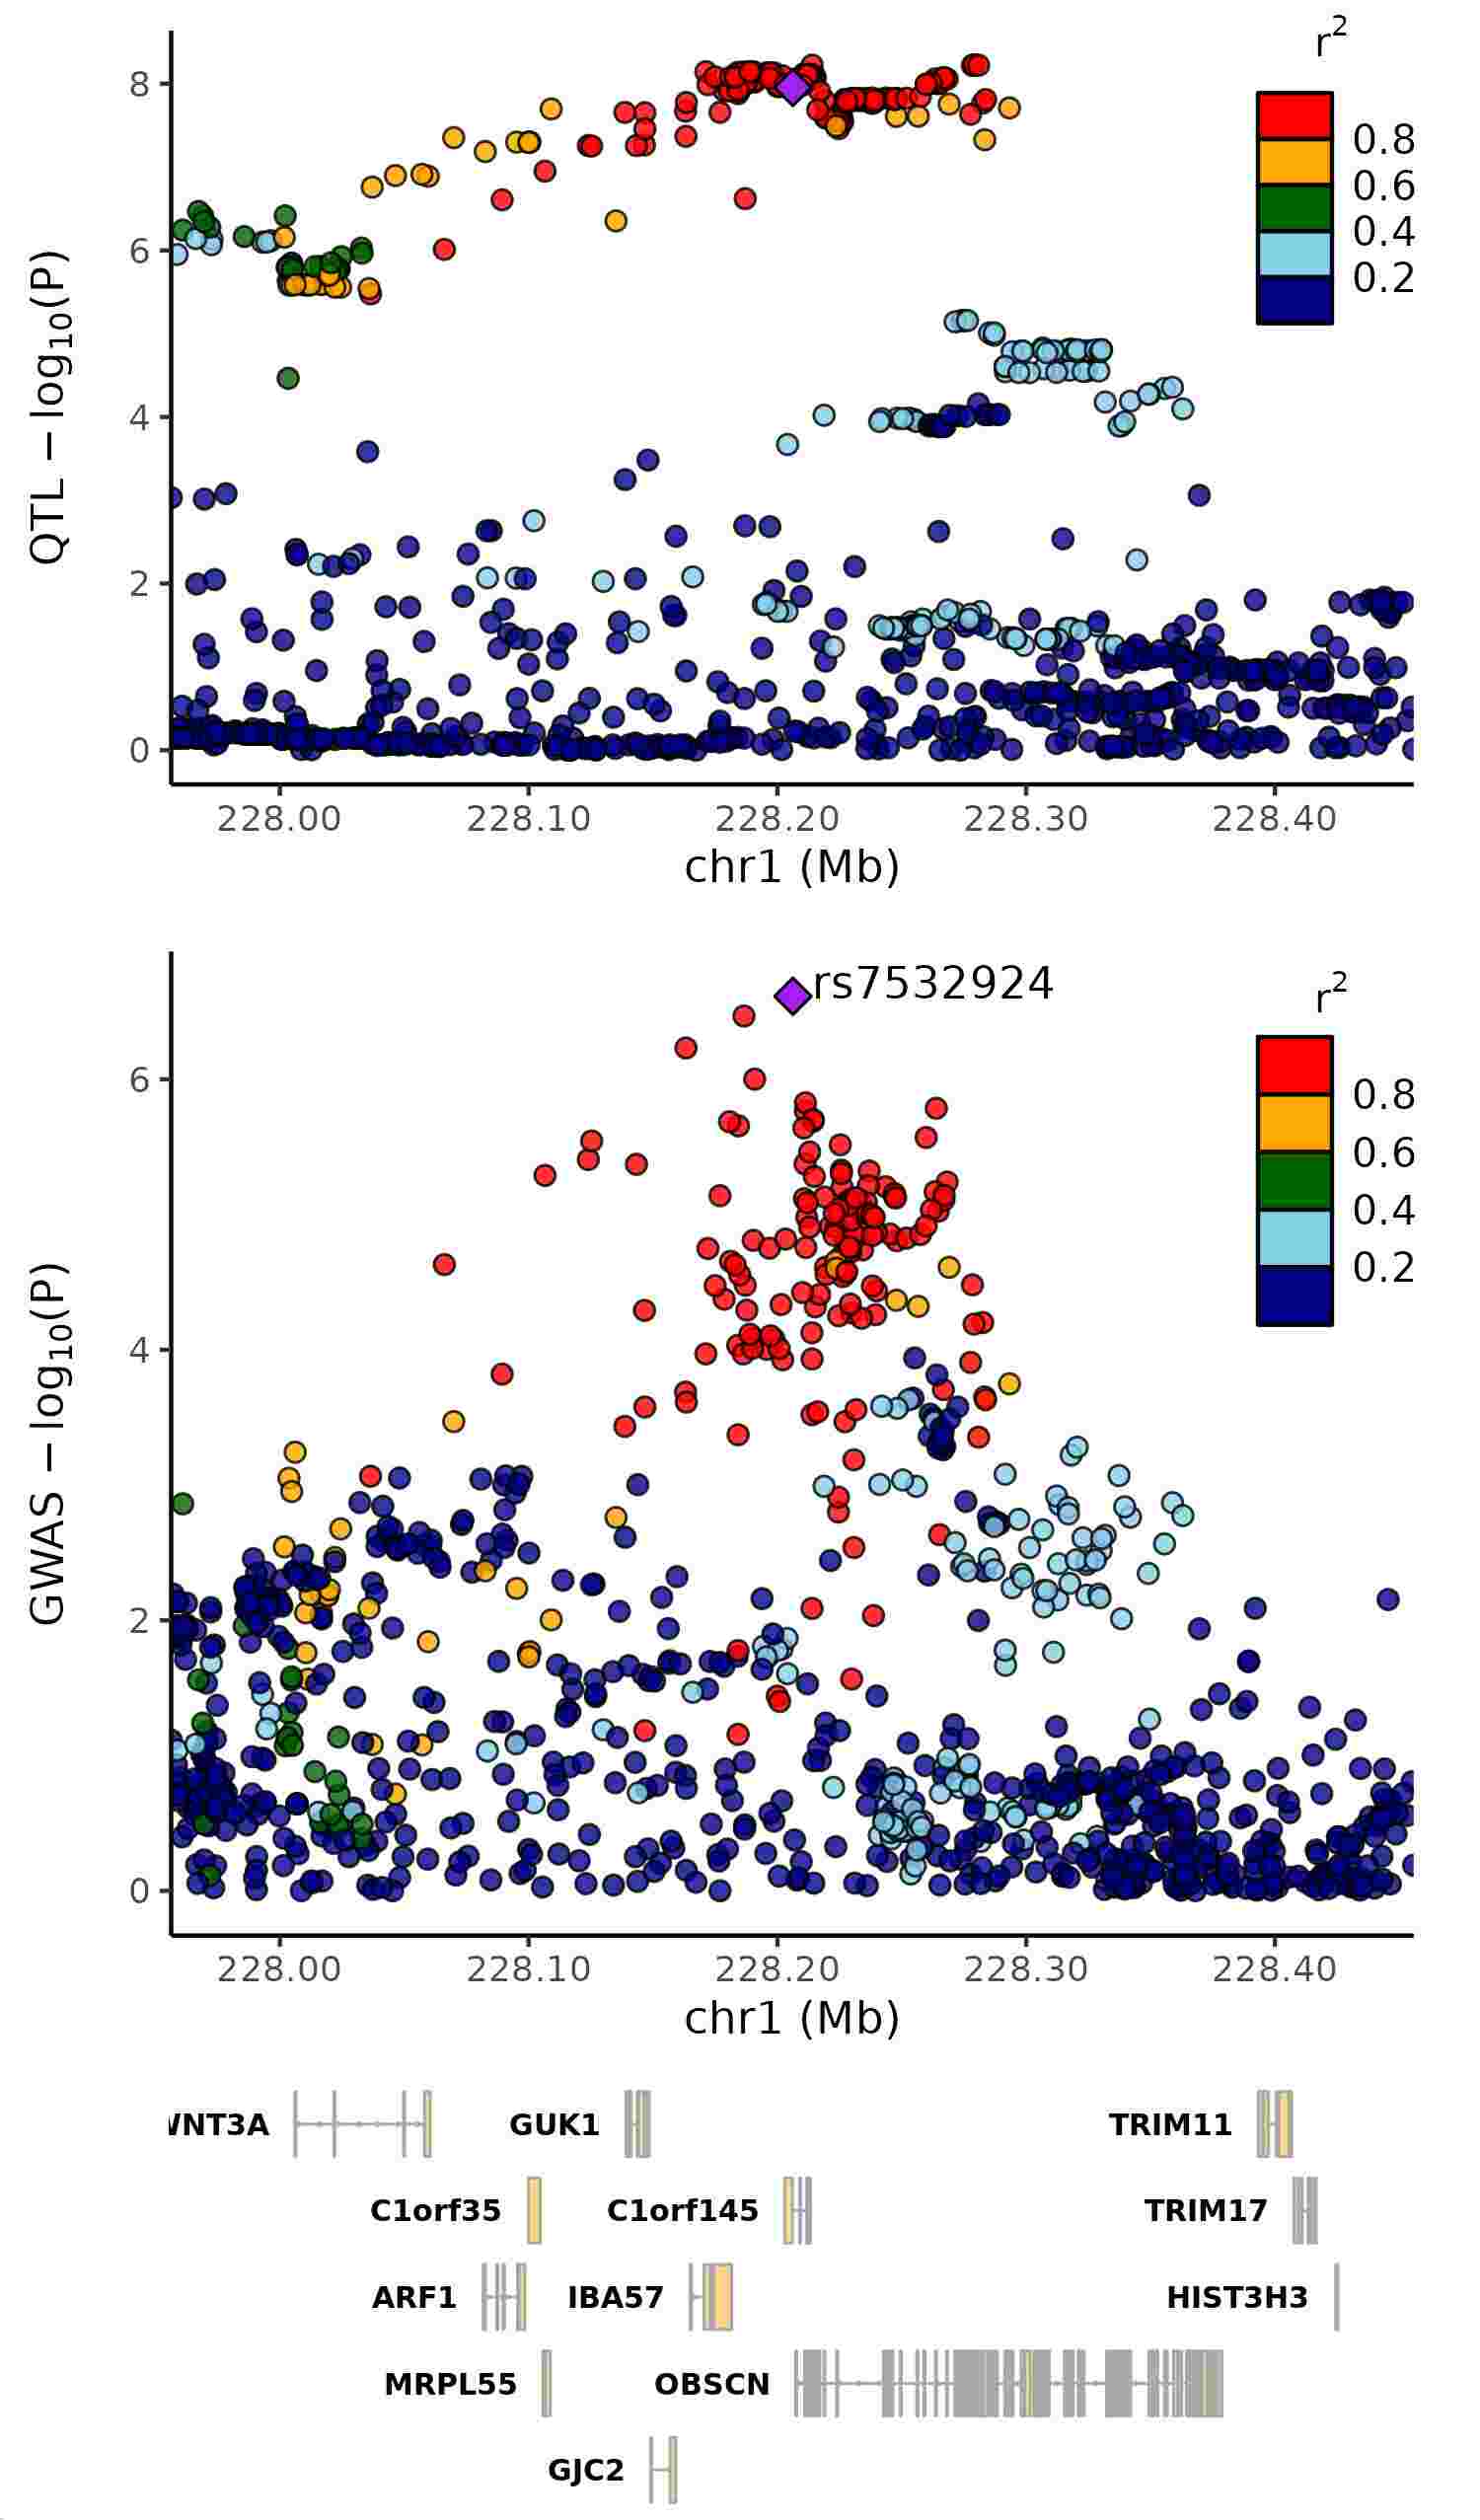 r2
8
6
4
2
0
QTL − log10(P)
0.8
0.6
0.4
0.2
228.00 228.10 228.20 228.30 228.40
chr1 (Mb)
rs7532924
r2
6
4
2
0
GWAS − log10(P)
0.8
0.6
0.4
0.2
228.00 228.10 228.20 228.30 228.40
chr1 (Mb)
WNT3A GUK1 TRIM11
C1orf35 C1orf145 TRIM17
ARF1 IBA57 HIST3H3
MRPL55 OBSCN
GJC2